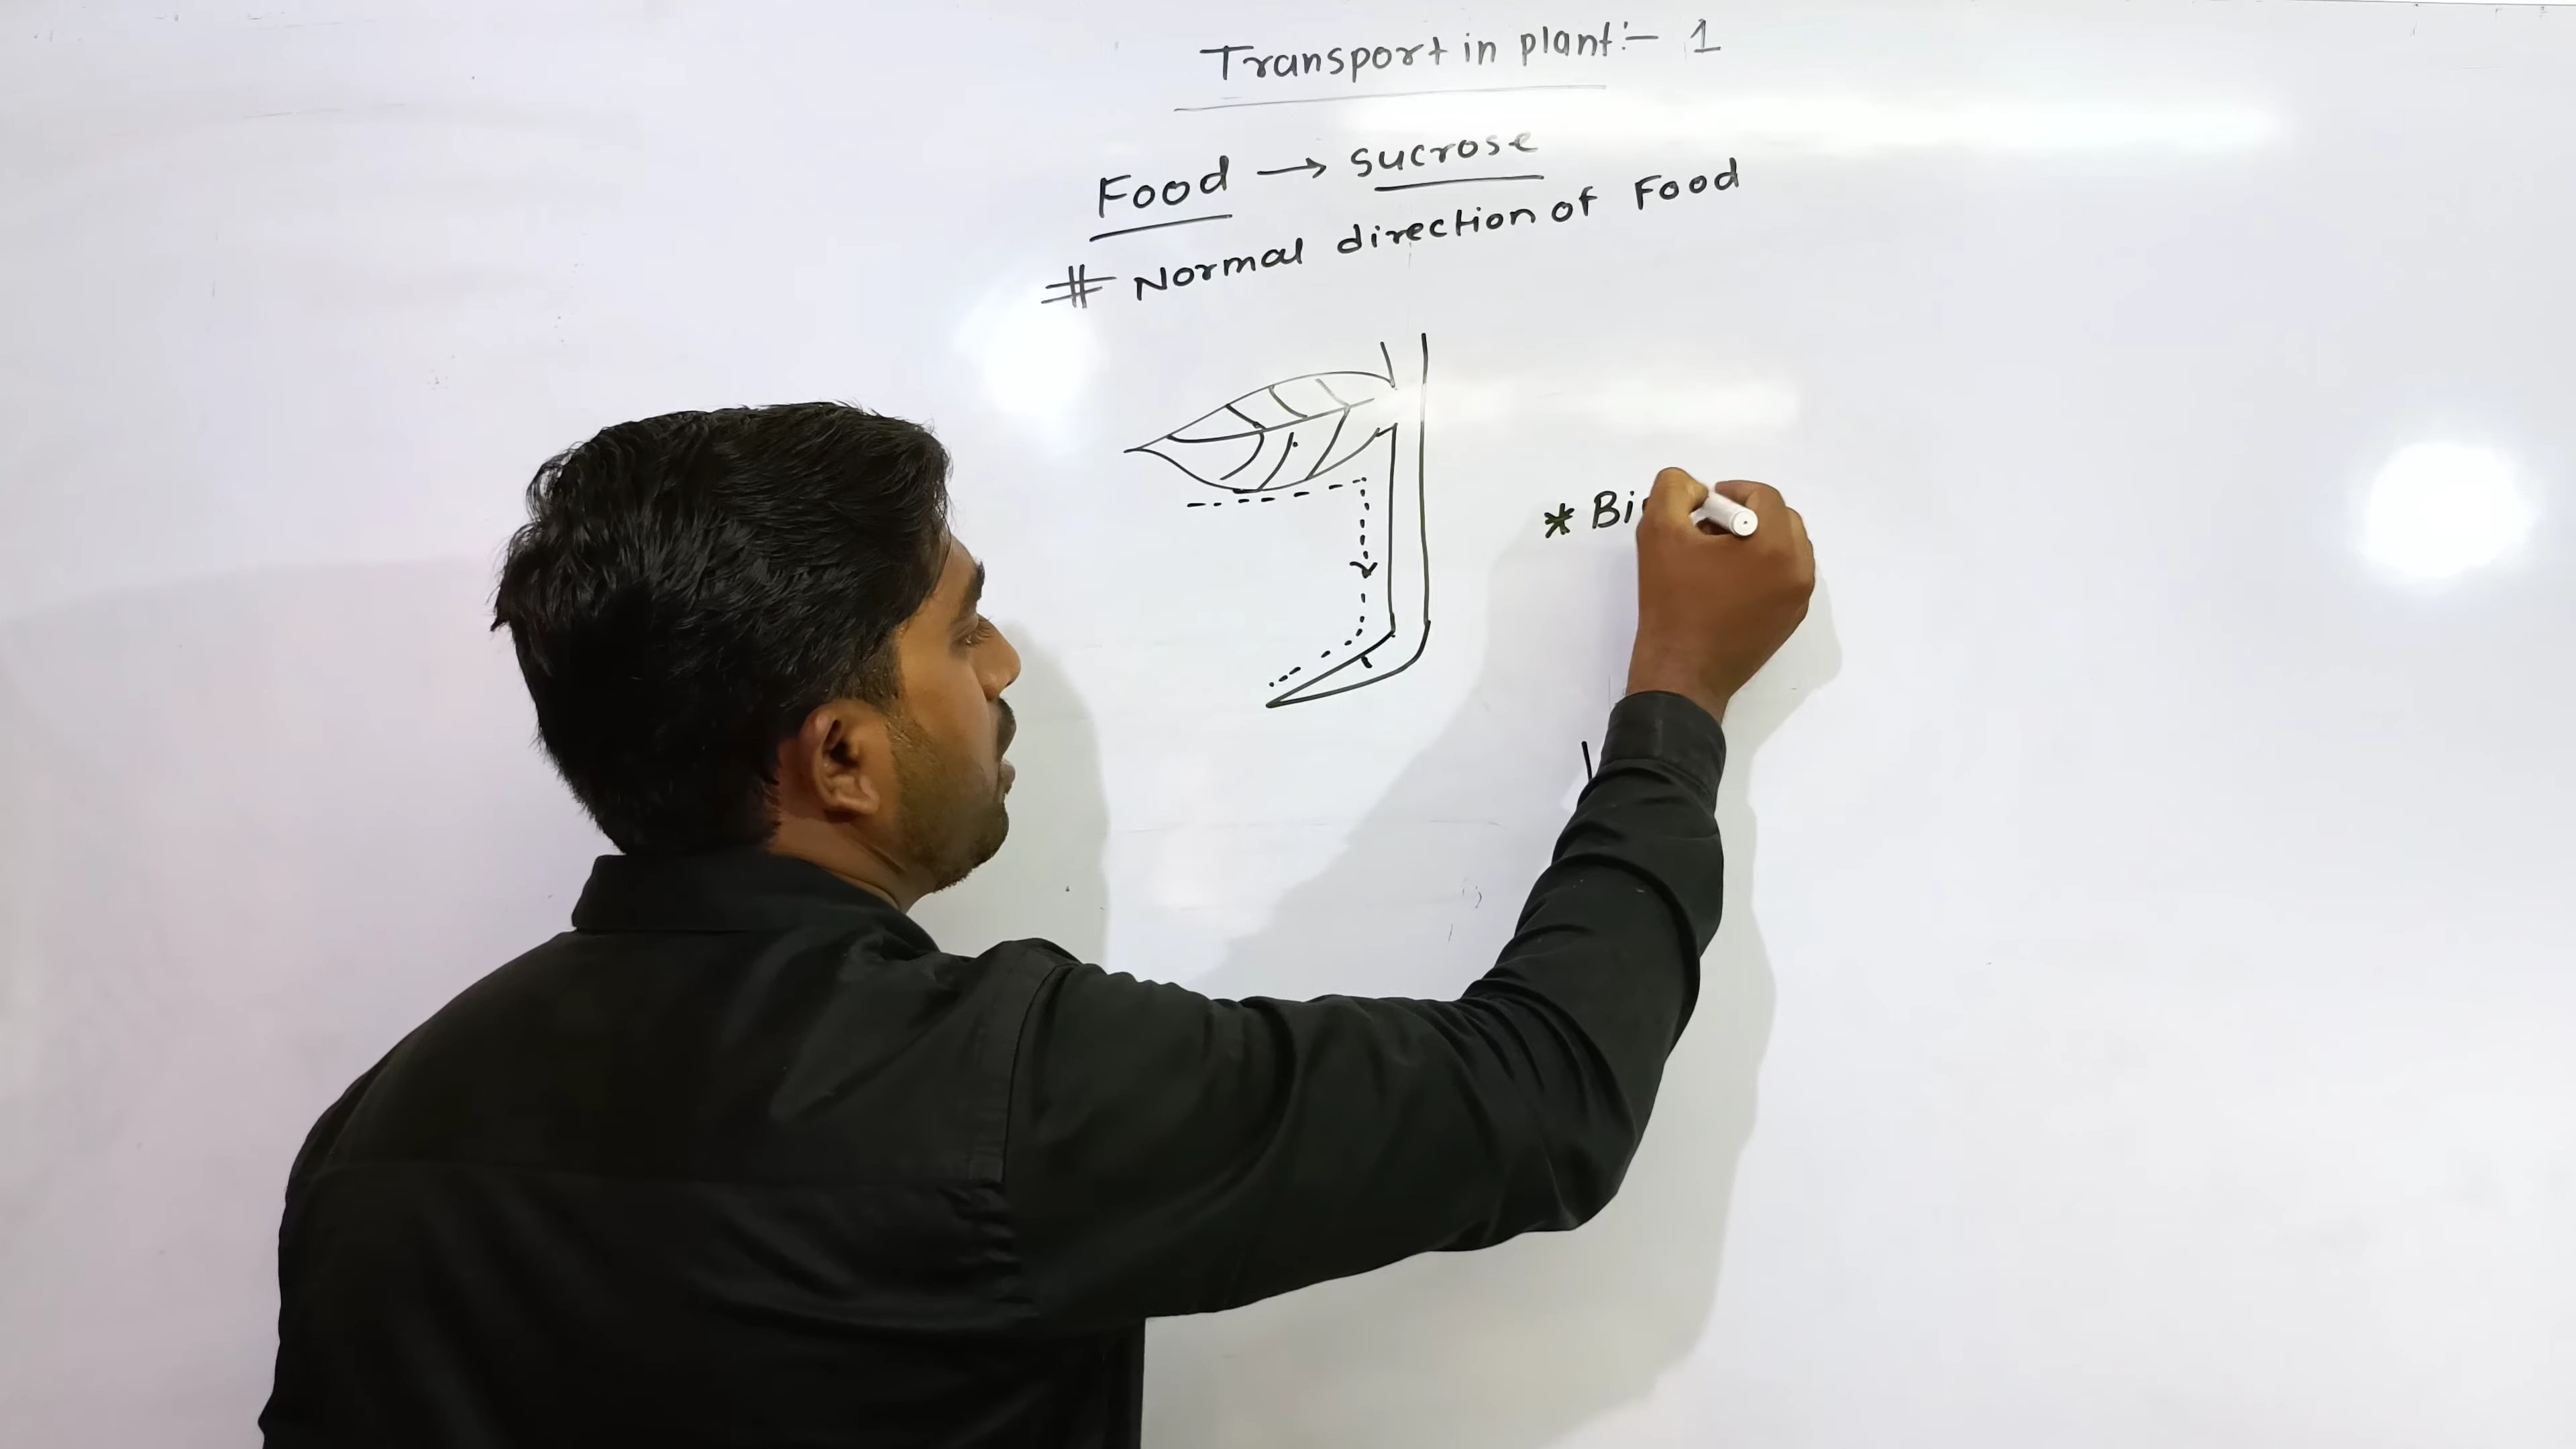 Transport in plant:- 1
Food → sucrose
# Normal direction of Food
* Bi